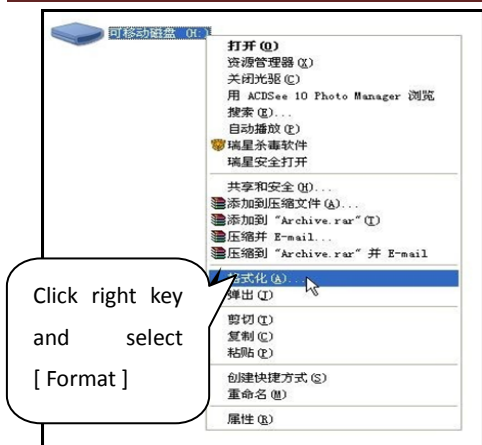 可移动磁盘 (H:)
打开(O)
资源管理器(X)
关闭光驱(C)
用 ACDSee 10 Photo Manager 浏览
搜索(E)...
自动播放(P)
瑞星杀毒软件
瑞星安全打开
共享和安全(H)...
添加到压缩文件(A)...
添加到 "Archive.rar"(T)
压缩并 E-mail...
压缩到 "Archive.rar" 并 E-mail
格式化(A)...
弹出(J)
剪切(T)
复制(C)
粘贴(P)
创建快捷方式(S)
重命名(M)
属性(R)
Click right key
and select
[ Format ]